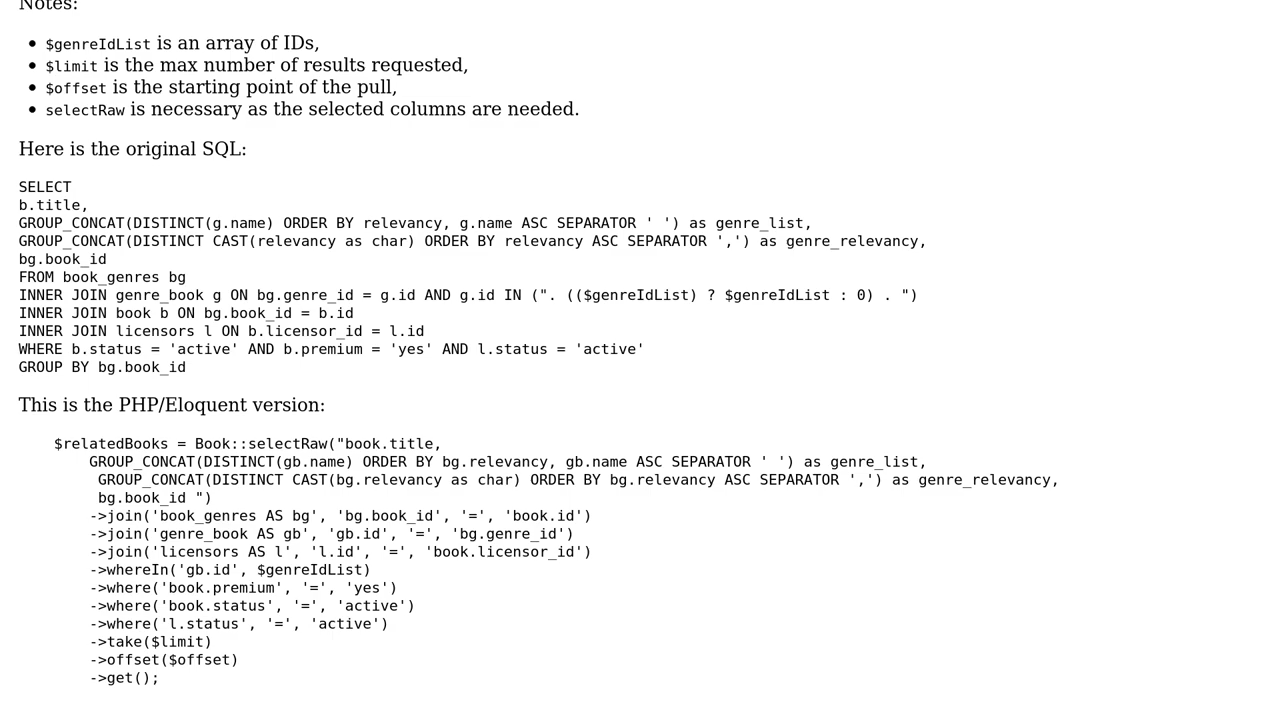 Notes:
• $genreIdList is an array of IDs,
• $limit is the max number of results requested,
• $offset is the starting point of the pull,
• selectRaw is necessary as the selected columns are needed.
Here is the original SQL:
SELECT
b.title,
GROUP_CONCAT(DISTINCT(g.name) ORDER BY relevancy, g.name ASC SEPARATOR ' ') as genre_list,
GROUP_CONCAT(DISTINCT CAST(relevancy as char) ORDER BY relevancy ASC SEPARATOR ',') as genre_relevancy,
bg.book_id
FROM book_genres bg
INNER JOIN genre_book g ON bg.genre_id = g.id AND g.id IN (". (($genreIdList) ? $genreIdList : 0) . ")
INNER JOIN book b ON bg.book_id = b.id
INNER JOIN licensors l ON b.licensor_id = l.id
WHERE b.status = 'active' AND b.premium = 'yes' AND l.status = 'active'
GROUP BY bg.book_id
This is the PHP/Eloquent version:
    $relatedBooks = Book::selectRaw("book.title,
        GROUP_CONCAT(DISTINCT(gb.name) ORDER BY bg.relevancy, gb.name ASC SEPARATOR ' ') as genre_list,
         GROUP_CONCAT(DISTINCT CAST(bg.relevancy as char) ORDER BY bg.relevancy ASC SEPARATOR ',') as genre_relevancy,
         bg.book_id ")
        ->join('book_genres AS bg', 'bg.book_id', '=', 'book.id')
        ->join('genre_book AS gb', 'gb.id', '=', 'bg.genre_id')
        ->join('licensors AS l', 'l.id', '=', 'book.licensor_id')
        ->whereIn('gb.id', $genreIdList)
        ->where('book.premium', '=', 'yes')
        ->where('book.status', '=', 'active')
        ->where('l.status', '=', 'active')
        ->take($limit)
        ->offset($offset)
        ->get();